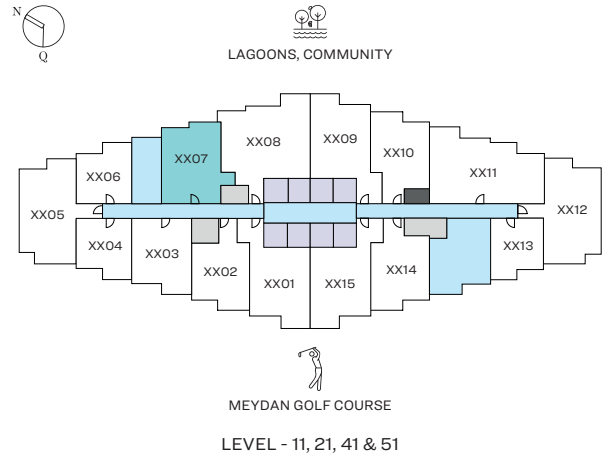 N
Q
LAGOONS, COMMUNITY
XX08
XX09
XX07
XX10
XX06
XX11
XX05
XX12
XX04
XX03
XX02
XX01
XX15
XX14
XX13
MEYDAN GOLF COURSE
LEVEL - 11, 21, 41 & 51